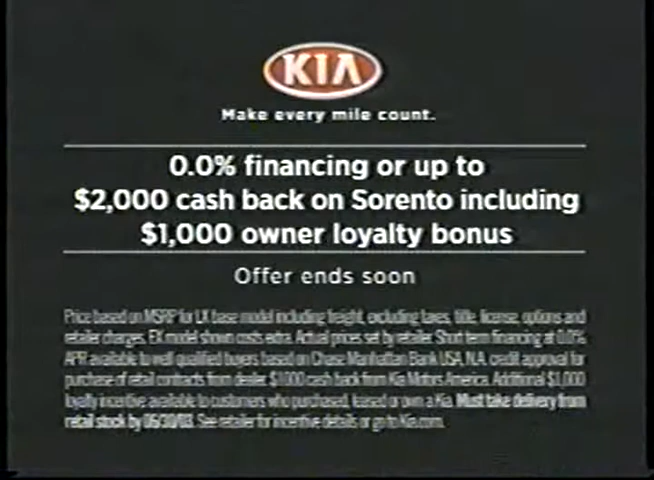 KIA
Make every mile count.
0.0% financing or up to
$2,000 cash back on Sorento including
$1,000 owner loyalty bonus
Offer ends soon
Price based on MSRP for LX base model including freight, excluding taxes, title, license, options and
retailer charges. EX model shown costs extra. Actual prices set by retailer. Short term financing at 0.0%
APR available to well qualified buyers based on Chase Manhattan Bank USA, N.A. credit approval for
purchase of retail contracts from dealer. $1000 cash back from Kia Motors America. Additional $1,000
loyalty incentive available to customers who purchased, leased or own a Kia. Must take delivery from
retail stock by 06/30/03. See retailer for incentive details or go to Kia.com.